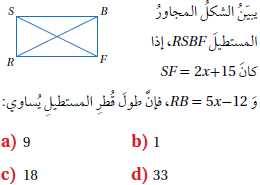 يبيّنُ الشكلُ المجاورُ
المستطيلَ RSBF، إذا
كانَ SF = 2x+15
وَ RB = 5x−12، فإنَّ طولَ قُطرِ المستطيلِ يُساوي:
S B
R F
a) 9 b) 1
c) 18 d) 33